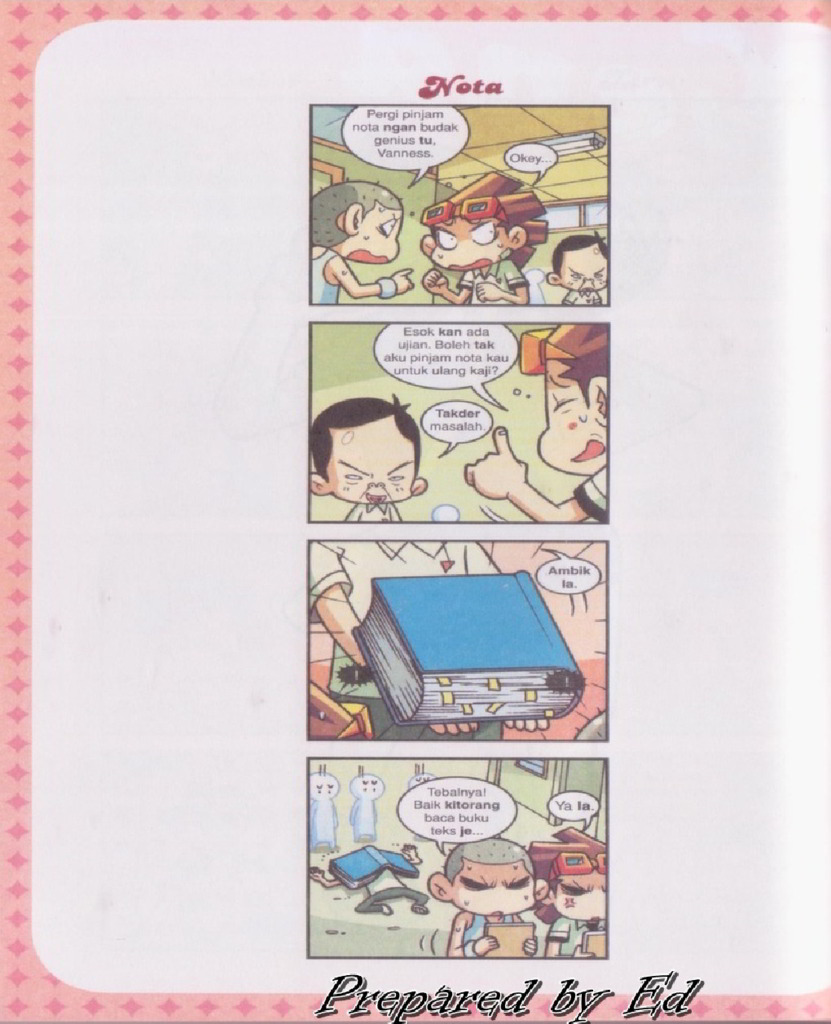 Nota
Pergi pinjam
nota ngan budak
genius tu,
Vanness.
Okey...
Esok kan ada
ujian. Boleh tak
aku pinjam nota kau
untuk ulang kaji?
Takder
masalah.
Ambik
la.
Tebalnya!
Baik kitorang
baca buku
teks je...
Ya la.
Prepared by Ed